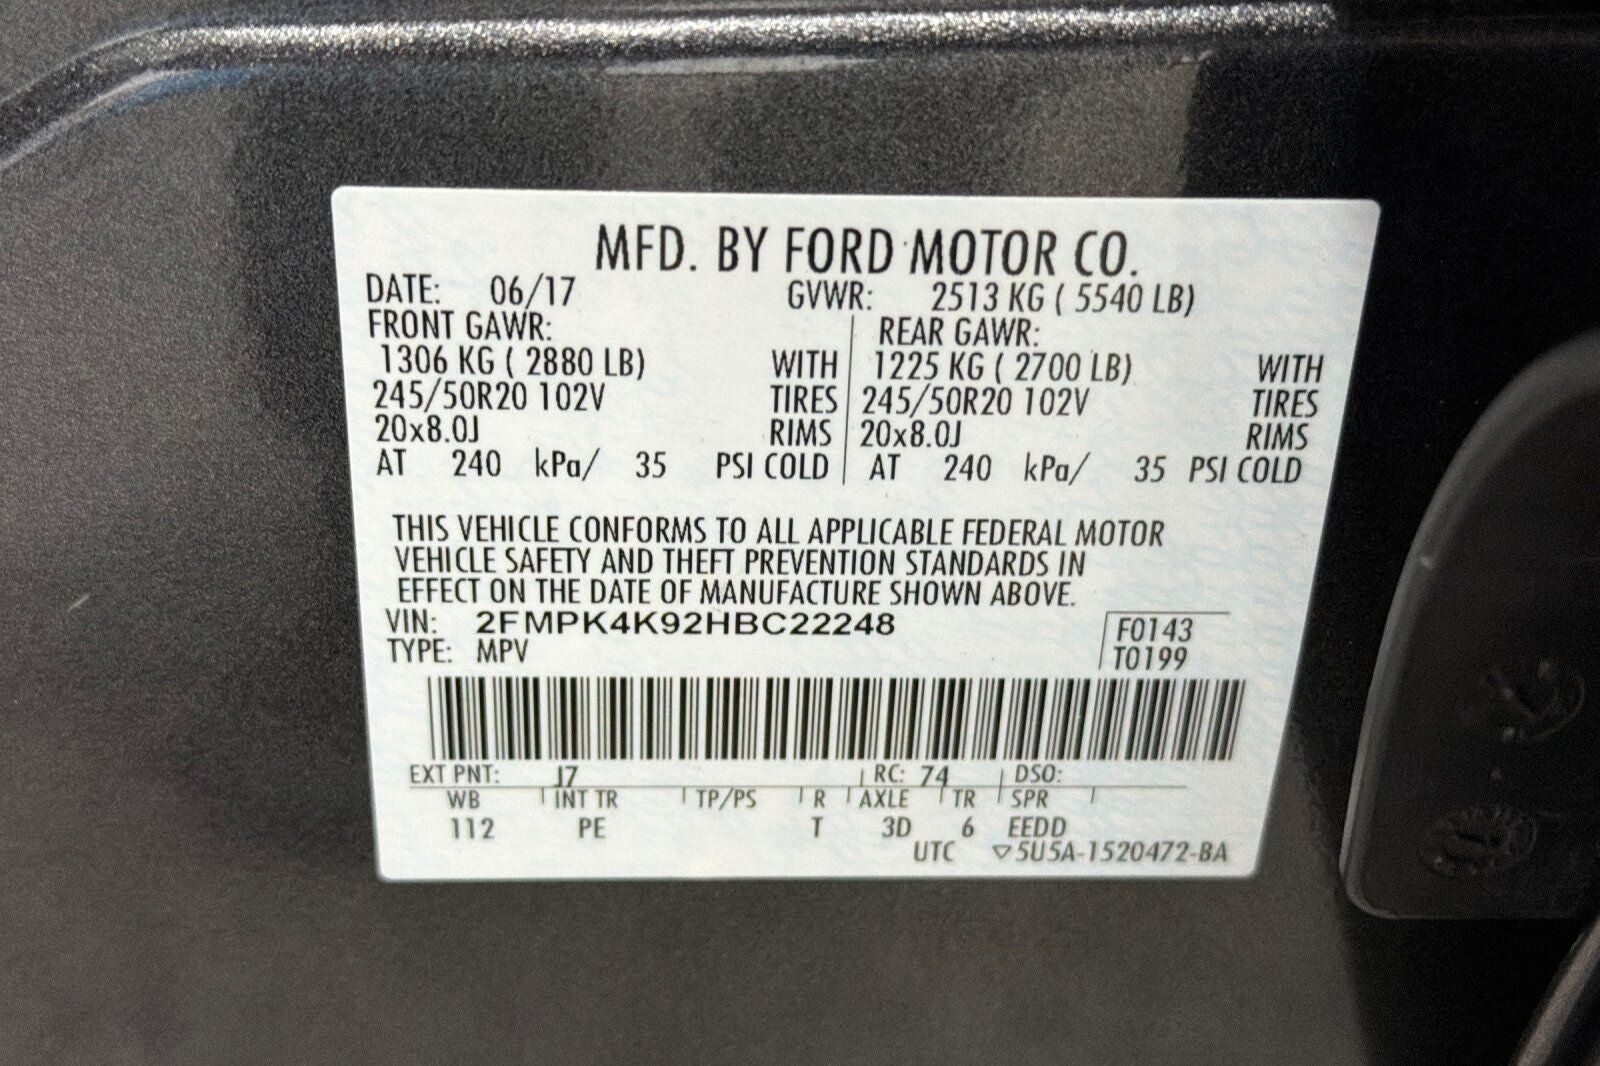 MFD. BY FORD MOTOR CO.
DATE: 06/17 GVWR: 2513 KG ( 5540 LB)
FRONT GAWR: REAR GAWR:
1306 KG ( 2880 LB) WITH 1225 KG ( 2700 LB) WITH
245/50R20 102V TIRES 245/50R20 102V TIRES
20x8.0J RIMS 20x8.0J RIMS
AT 240 kPa/ 35 PSI COLD AT 240 kPa/ 35 PSI COLD
THIS VEHICLE CONFORMS TO ALL APPLICABLE FEDERAL MOTOR
VEHICLE SAFETY AND THEFT PREVENTION STANDARDS IN
EFFECT ON THE DATE OF MANUFACTURE SHOWN ABOVE.
VIN: 2FMPK4K92HBC22248 F0143
TYPE: MPV T0199
EXT PNT: J7 RC: 74 DSO:
WB INT TR TP/PS R AXLE TR SPR
112 PE T 3D 6 EEDD
UTC ▽5U5A-1520472-BA